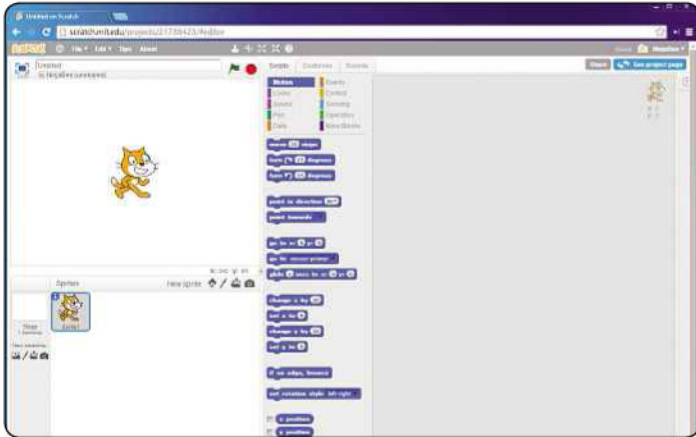 Untitled on Scratch
scratch.mit.edu/projects/21738423/#editor
SCRATCH File Edit Tips About
Untitled
Scripts Costumes Sounds
Share See project page
Motion Events
Looks Control
Sound Sensing
Pen Operators
Data More Blocks
move 10 steps
turn 15 degrees
turn 15 degrees
point in direction 90
point towards
go to x: 0 y: 0
go to mouse-pointer
glide 1 secs to x: 0 y: 0
change x by 10
set x to 0
change y by 10
set y to 0
if on edge, bounce
set rotation style left-right
x position
y position
Sprites New sprite:
Sprite1
Stage